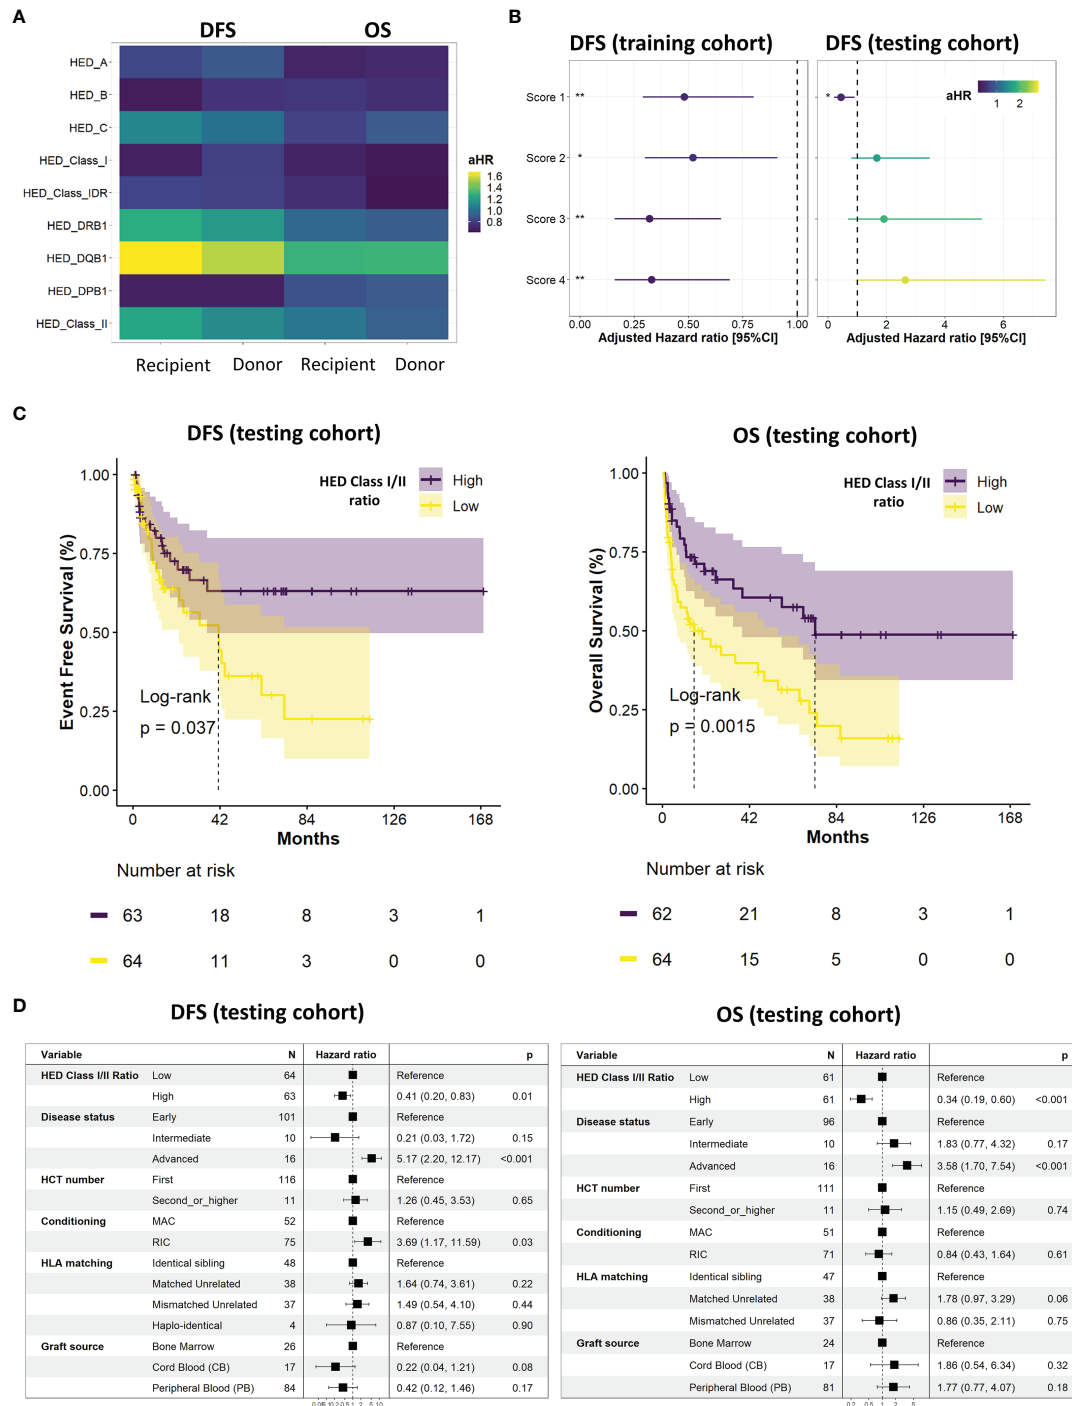 A
DFS OS
HED_A
HED_B
HED_C
HED_Class_I
HED_Class_IDR
HED_DRB1
HED_DQB1
HED_DPB1
HED_Class_II
Recipient Donor Recipient Donor
aHR
1.6
1.4
1.2
1.0
0.8
B
DFS (training cohort) DFS (testing cohort)
Score 1 ** *
Score 2 *
Score 3 **
Score 4 **
aHR
1 2
0.00 0.25 0.50 0.75 1.00
Adjusted Hazard ratio [95%CI]
0 2 4 6
Adjusted Hazard ratio [95%CI]
C
DFS (testing cohort)
HED Class I/II ratio
High
Low
Event Free Survival (%)
1.00
0.75
0.50
0.25
0.00
Log-rank
p = 0.037
0 42 84 126 168
Months
Number at risk
63 18 8 3 1
64 11 3 0 0
OS (testing cohort)
HED Class I/II ratio
High
Low
Overall Survival (%)
1.00
0.75
0.50
0.25
0.00
Log-rank
p = 0.0015
0 42 84 126 168
Months
Number at risk
62 21 8 3 1
64 15 5 0 0
D
DFS (testing cohort)
Variable N Hazard ratio p
HED Class I/II Ratio Low 64 Reference
High 63 0.41 (0.20, 0.83) 0.01
Disease status Early 101 Reference
Intermediate 10 0.21 (0.03, 1.72) 0.15
Advanced 16 5.17 (2.20, 12.17) <0.001
HCT number First 116 Reference
Second_or_higher 11 1.26 (0.45, 3.53) 0.65
Conditioning MAC 52 Reference
RIC 75 3.69 (1.17, 11.59) 0.03
HLA matching Identical sibling 48 Reference
Matched Unrelated 38 1.64 (0.74, 3.61) 0.22
Mismatched Unrelated 37 1.49 (0.54, 4.10) 0.44
Haplo-identical 4 0.87 (0.10, 7.55) 0.90
Graft source Bone Marrow 26 Reference
Cord Blood (CB) 17 0.22 (0.04, 1.21) 0.08
Peripheral Blood (PB) 84 0.42 (0.12, 1.46) 0.17
OS (testing cohort)
Variable N Hazard ratio p
HED Class I/II Ratio Low 61 Reference
High 61 0.34 (0.19, 0.60) <0.001
Disease status Early 96 Reference
Intermediate 10 1.83 (0.77, 4.32) 0.17
Advanced 16 3.58 (1.70, 7.54) <0.001
HCT number First 111 Reference
Second_or_higher 11 1.15 (0.49, 2.69) 0.74
Conditioning MAC 51 Reference
RIC 71 0.84 (0.43, 1.64) 0.61
HLA matching Identical sibling 47 Reference
Matched Unrelated 38 1.78 (0.97, 3.29) 0.06
Mismatched Unrelated 37 0.86 (0.35, 2.11) 0.75
Graft source Bone Marrow 24 Reference
Cord Blood (CB) 17 1.86 (0.54, 6.34) 0.32
Peripheral Blood (PB) 81 1.77 (0.77, 4.07) 0.18
0.2 0.5 1 2 5